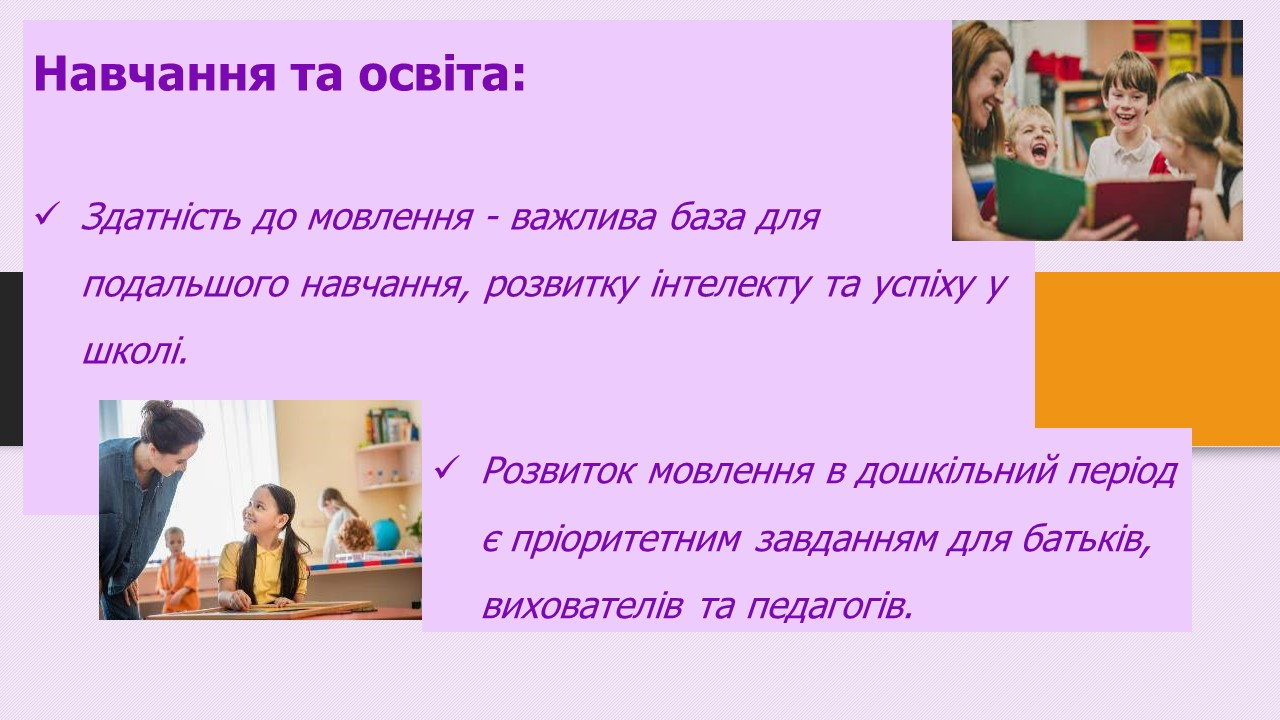 Навчання та освіта:
✓ Здатність до мовлення - важлива база для
подальшого навчання, розвитку інтелекту та успіху у
школі.
✓ Розвиток мовлення в дошкільний період
є пріоритетним завданням для батьків,
вихователів та педагогів.